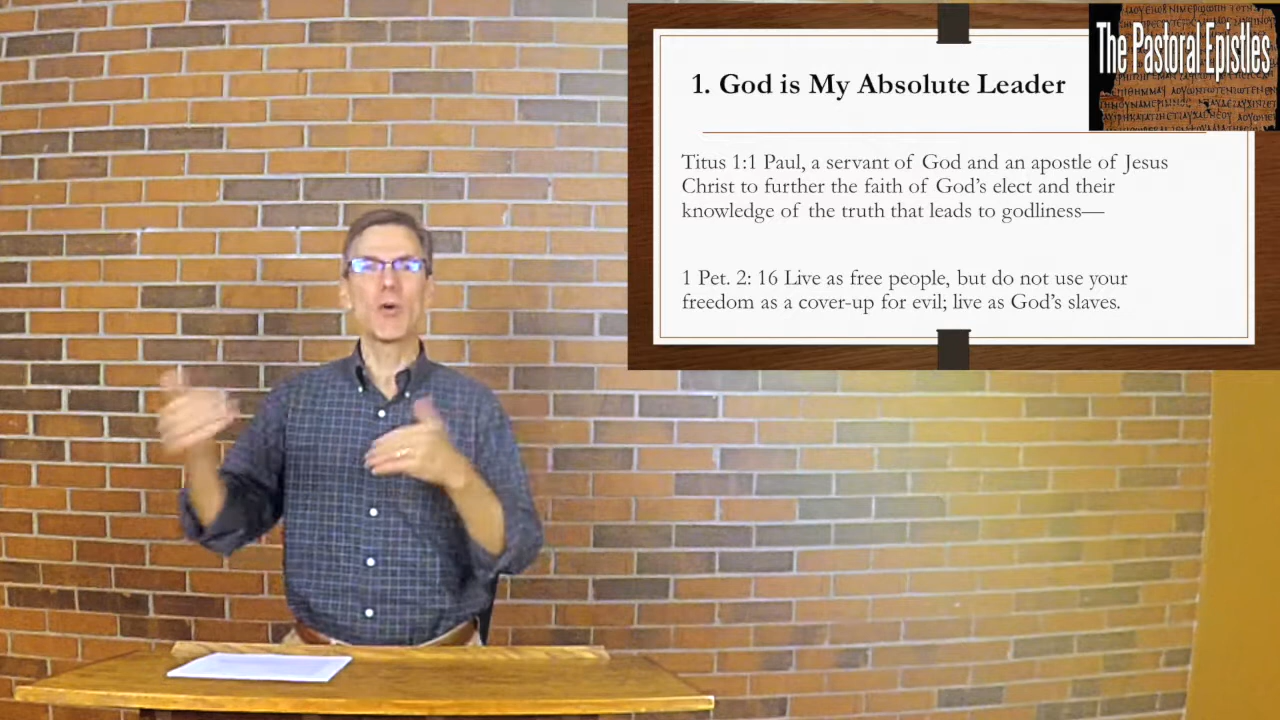 The Pastoral Epistles
1. God is My Absolute Leader
Titus 1:1 Paul, a servant of God and an apostle of Jesus
Christ to further the faith of God’s elect and their
knowledge of the truth that leads to godliness—
1 Pet. 2: 16 Live as free people, but do not use your
freedom as a cover-up for evil; live as God’s slaves.